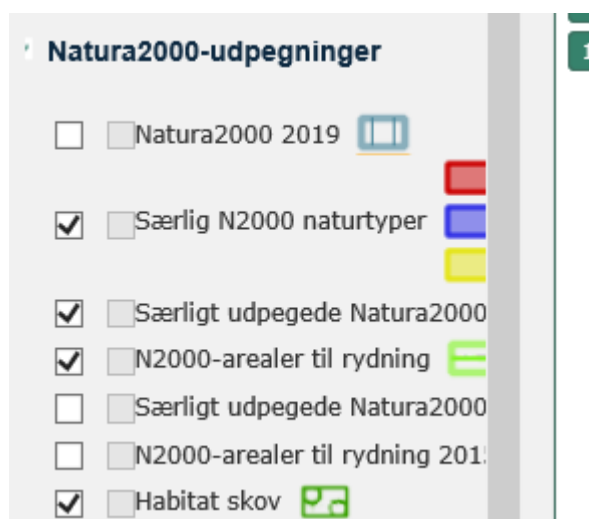 Natura2000-udpegninger
Natura2000 2019
Særlig N2000 naturtyper
Særligt udpegede Natura2000
N2000-arealer til rydning
Særligt udpegede Natura2000
N2000-arealer til rydning
Habitat skov